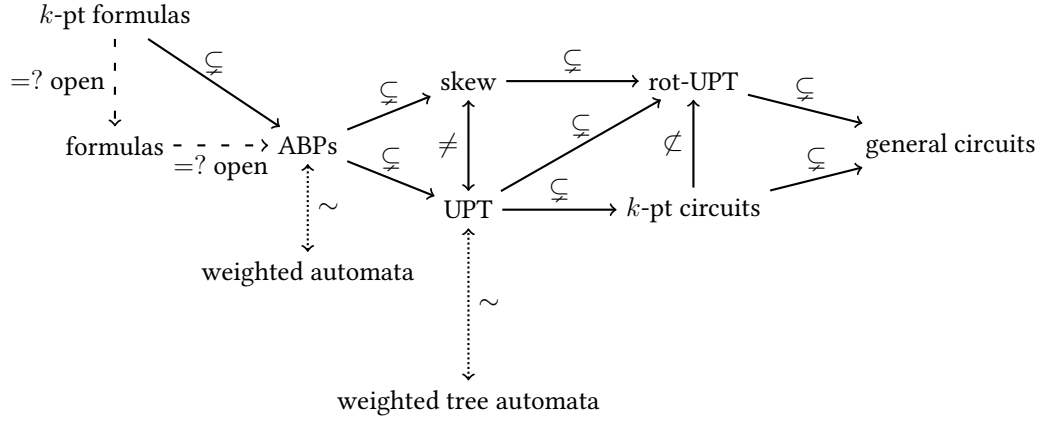 k-pt formulas
⊊
=? open
skew
⊊
rot-UPT
⊊
⊊
formulas
=? open
ABPs
≠
⊊
⊄
⊊
general circuits
⊊
⊊
UPT
k-pt circuits
∼
weighted automata
∼
weighted tree automata